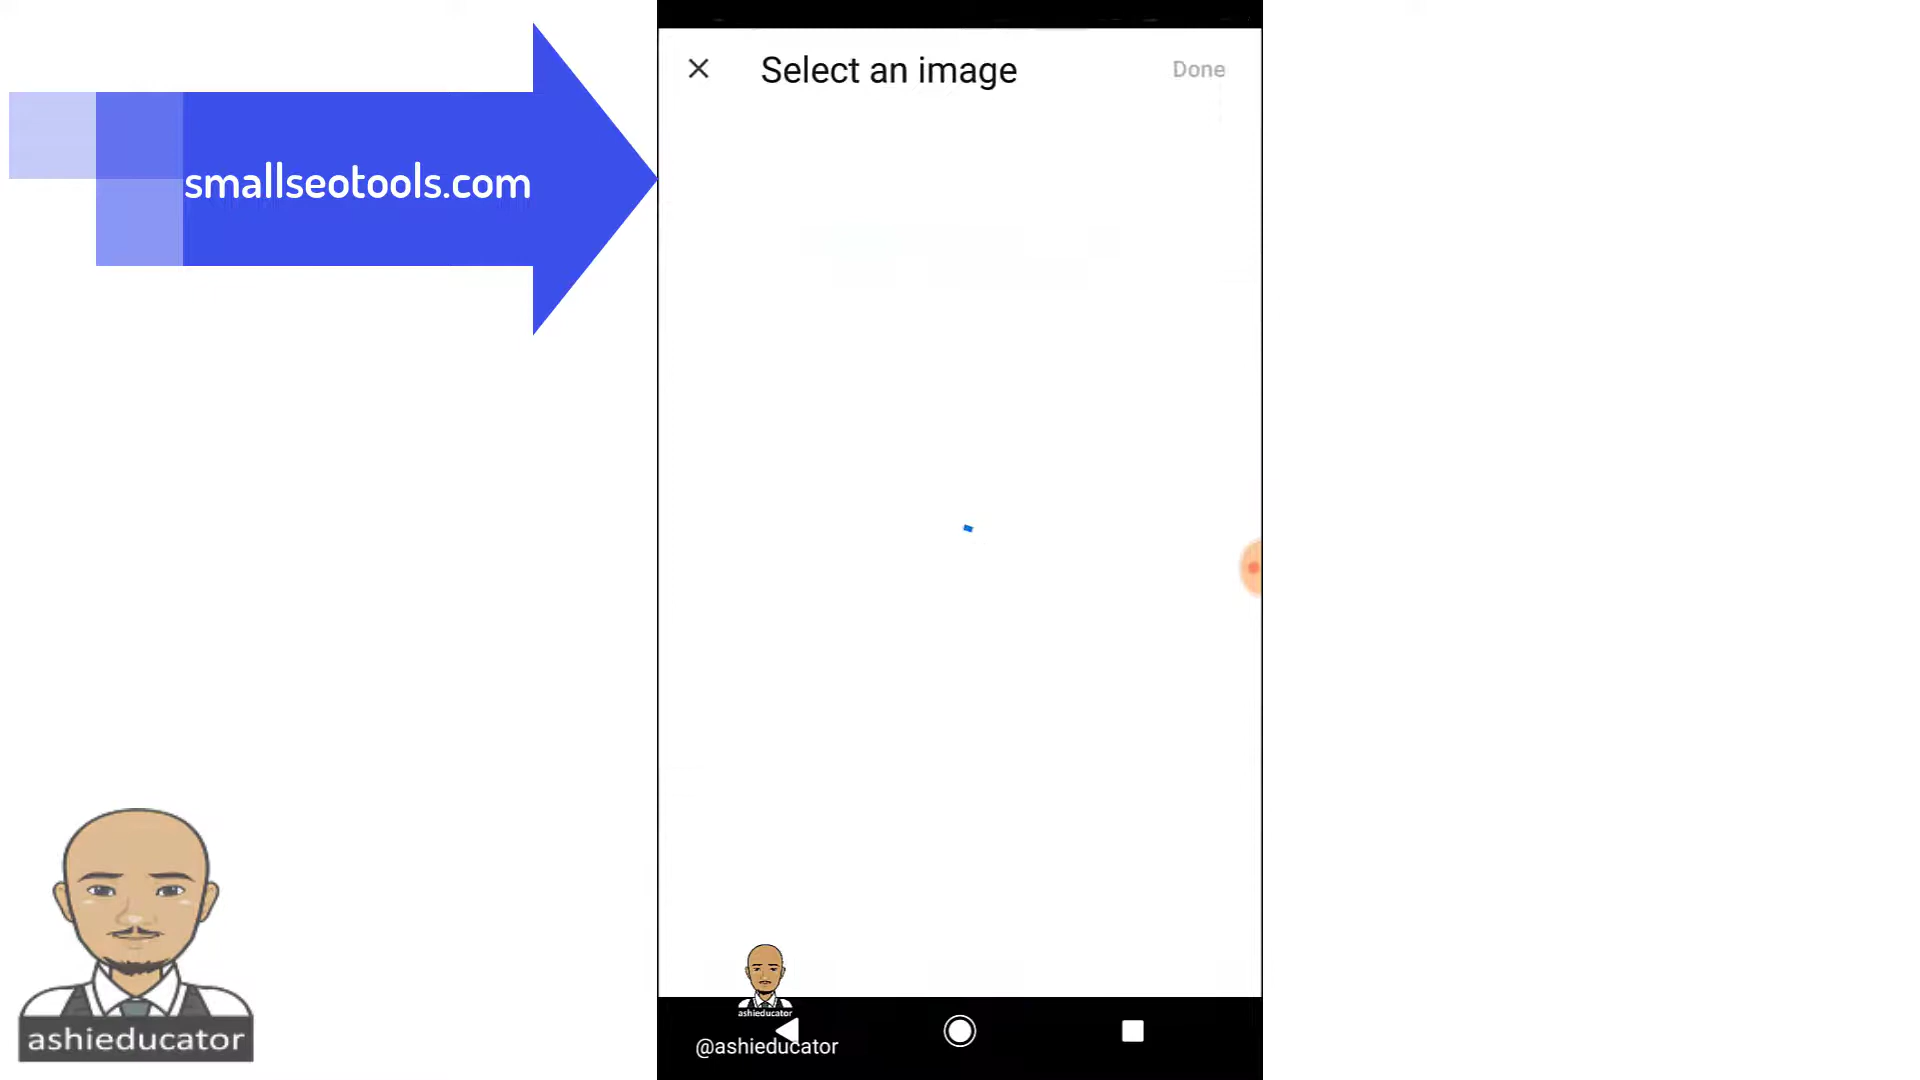 smallseotools.com
Select an image
Done
ashieducator
ashieducator
@ashieducator